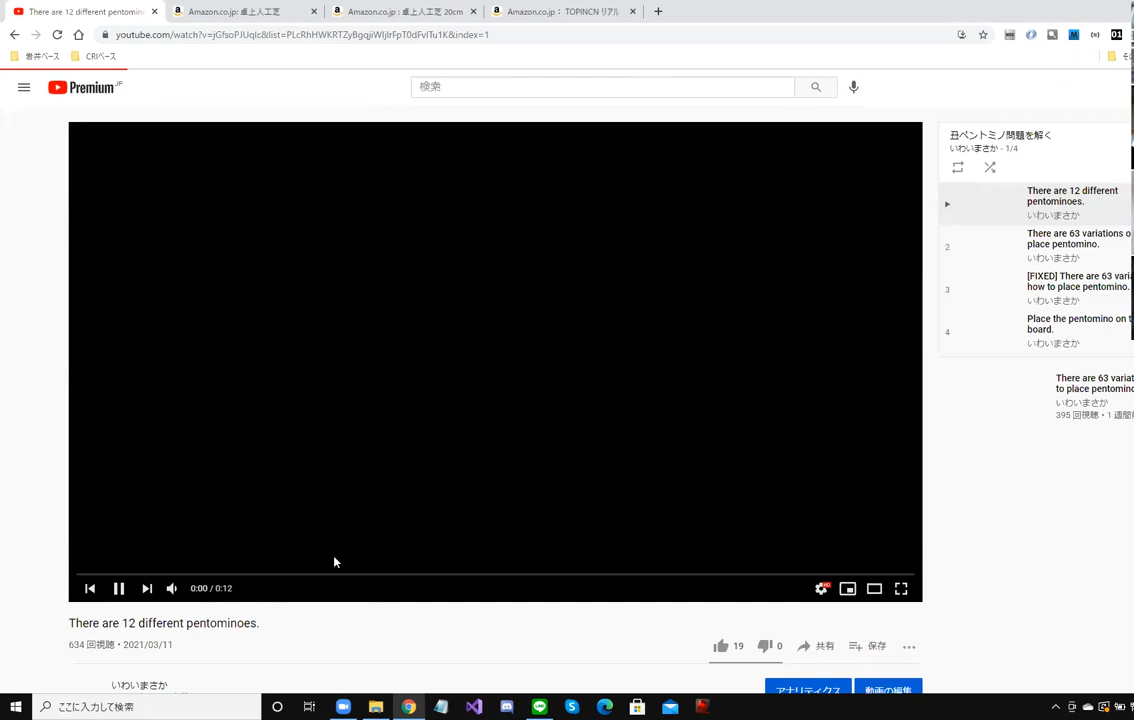 There are 12 different pentomino
Amazon.co.jp: 卓上人工芝
Amazon.co.jp : 卓上人工芝 20cm
Amazon.co.jp： TOPINCN リアル
youtube.com/watch?v=jGfsoPJUqlc&list=PLcRhHWKRTZyBgqjiWljlrFpT0dFvlTu1K&index=1
01
岩井ベース
CRIベース
その
Premium JP
検索
丑ペントミノ問題を解く
いわいまさか - 1/4
There are 12 different
pentominoes.
いわいまさか
2
There are 63 variations o
place pentomino.
いわいまさか
3
[FIXED] There are 63 varia
how to place pentomino.
いわいまさか
4
Place the pentomino on t
board.
いわいまさか
There are 63 variat
to place pentomino
いわいまさか
395 回視聴・1 週間前
0:00 / 0:12
HD
There are 12 different pentominoes.
634 回視聴・2021/03/11
19
0
共有
保存
いわいまさか
アナリティクス
動画の編集
ここに入力して検索